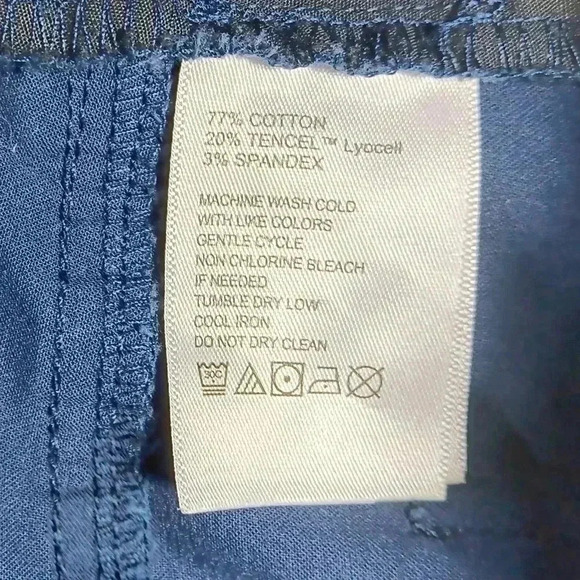 77% COTTON
20% TENCEL™ Lyocell
3% SPANDEX
MACHINE WASH COLD
WITH LIKE COLORS
GENTLE CYCLE
NON CHLORINE BLEACH
IF NEEDED
TUMBLE DRY LOW
COOL IRON
DO NOT DRY CLEAN
30C